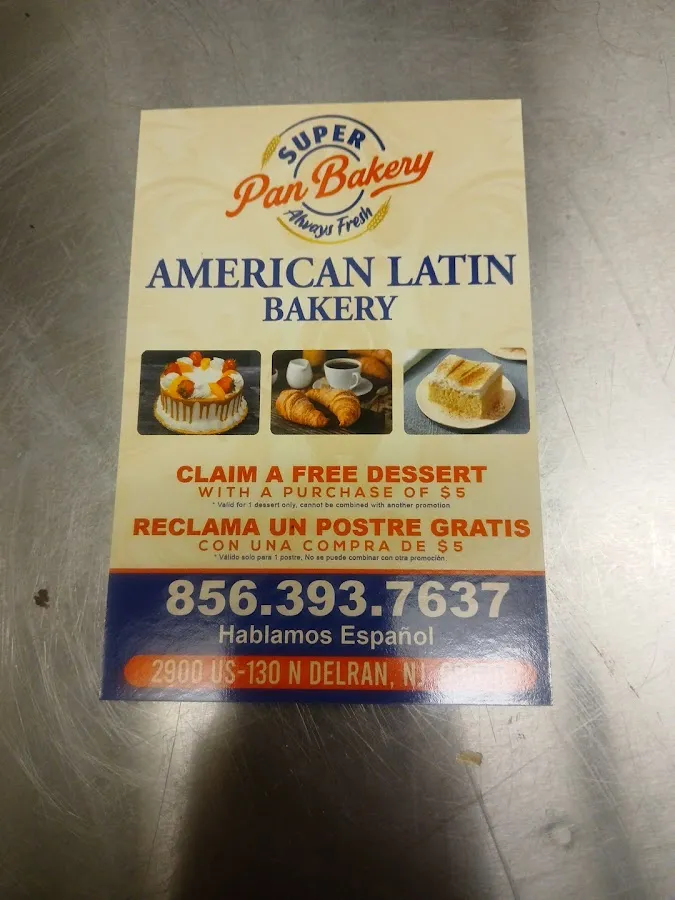 SUPER
Pan Bakery
Always Fresh
AMERICAN LATIN
BAKERY
CLAIM A FREE DESSERT
WITH A PURCHASE OF $5
* Valid for 1 dessert only, cannot be combined with another promotion.
RECLAMA UN POSTRE GRATIS
CON UNA COMPRA DE $5
* Válido solo para 1 postre, No se puede combinar con otra promoción
856.393.7637
Hablamos Español
2900 US-130 N DELRAN, NJ